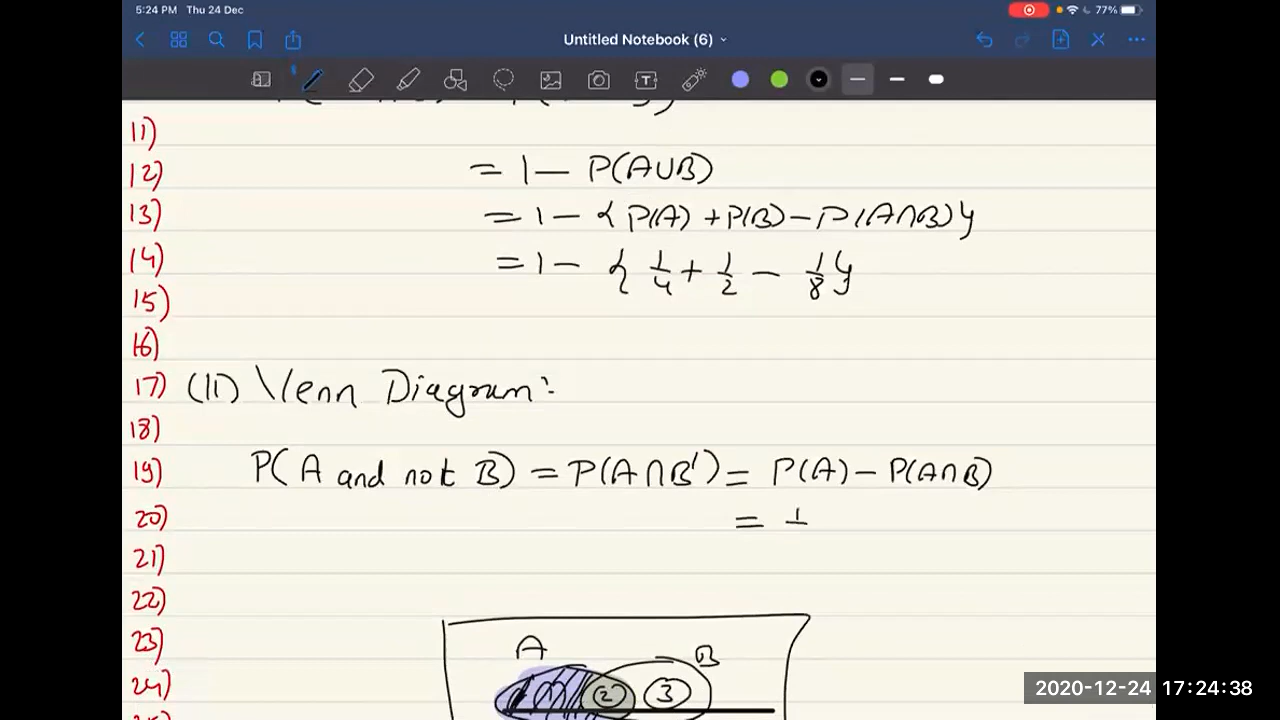 5:24 PM Thu 24 Dec 77%
Untitled Notebook (6)
11)
12) = 1 - P(A∪B)
13) = 1 - { P(A) + P(B) - P(A∩B) }
14) = 1 - { 1/4 + 1/2 - 1/8 }
15)
16)
17) (II) Venn Diagram:
18)
19) P(A and not B) = P(A∩B') = P(A) - P(A∩B)
20) = 1
21)
22)
23) A B
24) 2 3
2020-12-24 17:24:38